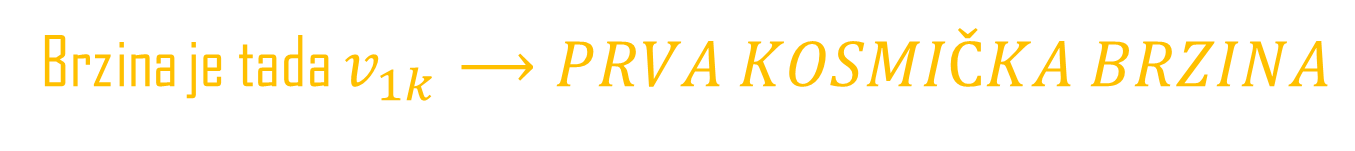 Brzina je tada v₁ₖ ⟶ PRVA KOSMIČKA BRZINA